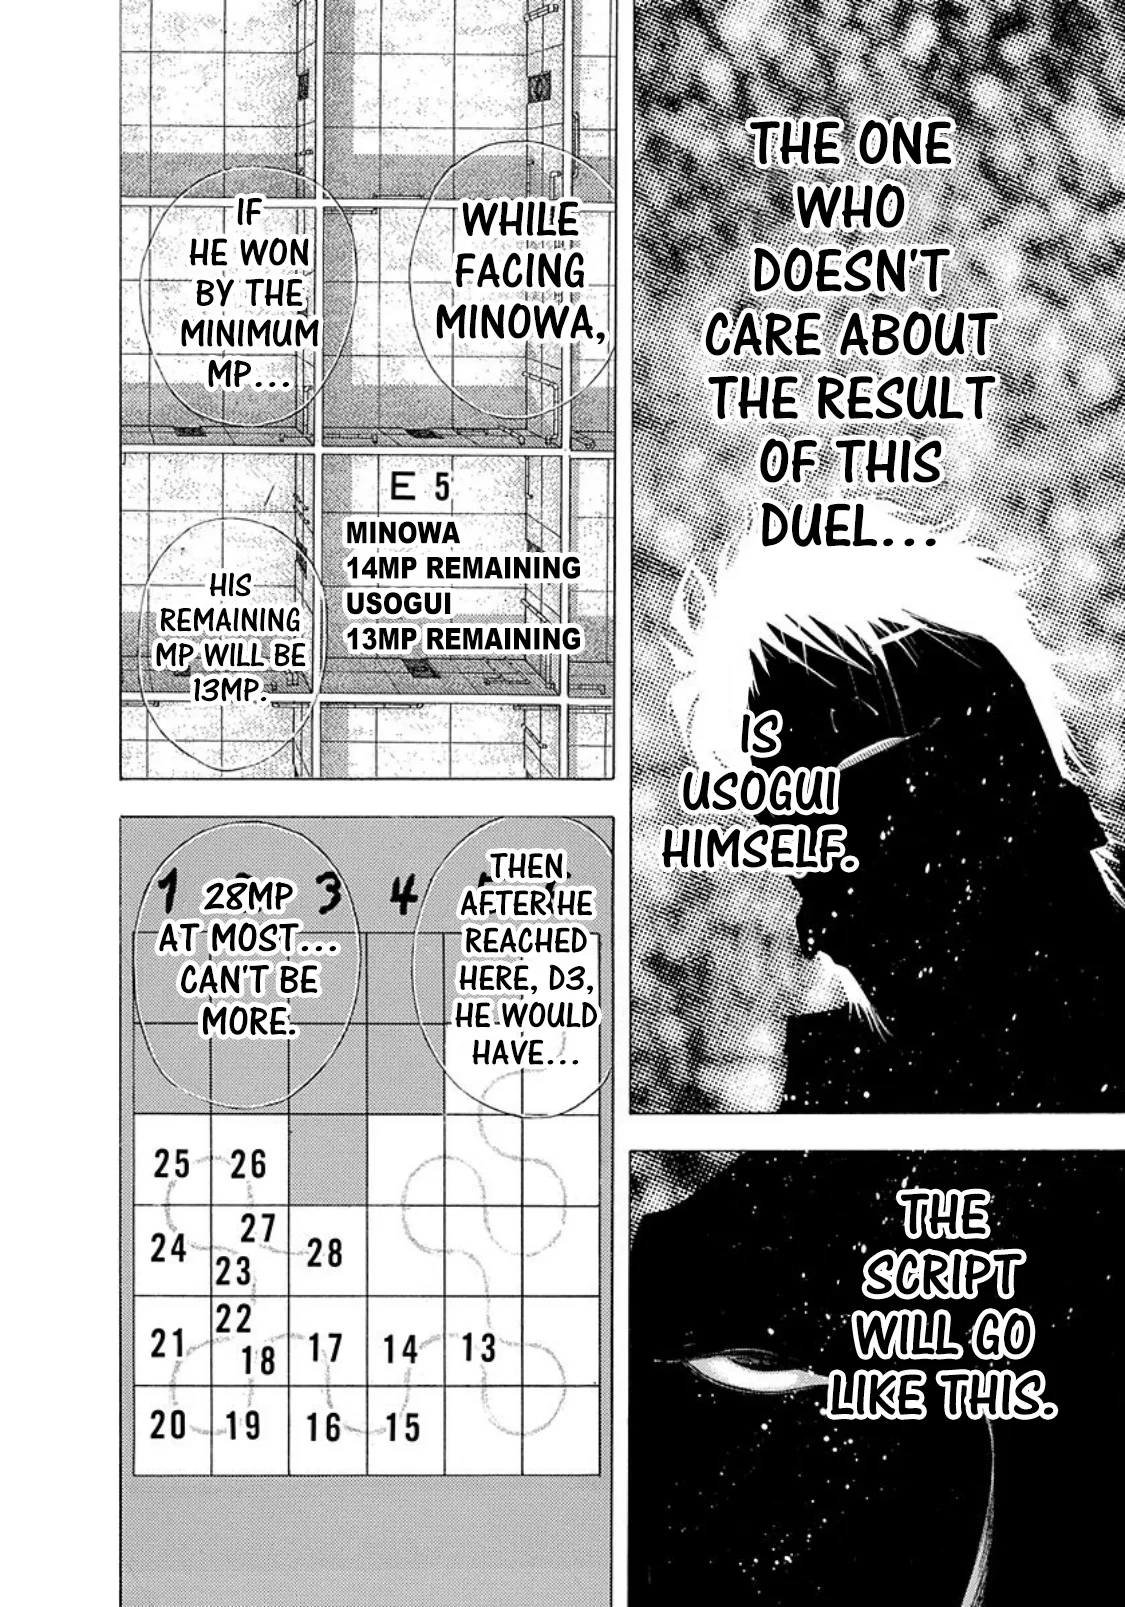 THE ONE
WHO
DOESN'T
CARE ABOUT
THE RESULT
OF THIS
DUEL...
IS
USOGUI
HIMSELF.
THE
SCRIPT
WILL GO
LIKE THIS.
WHILE
FACING
MINOWA,
IF
HE WON
BY THE
MINIMUM
MP...
E 5
MINOWA
14MP REMAINING
USOGUI
13MP REMAINING
HIS
REMAINING
MP WILL BE
13MP.
THEN,
AFTER HE
REACHED
HERE, D3,
HE WOULD
HAVE...
28MP
AT MOST...
CAN'T BE
MORE.
1 3 4
25 26
27
24 28
23
22
21 17 14 13
18
20 19 16 15